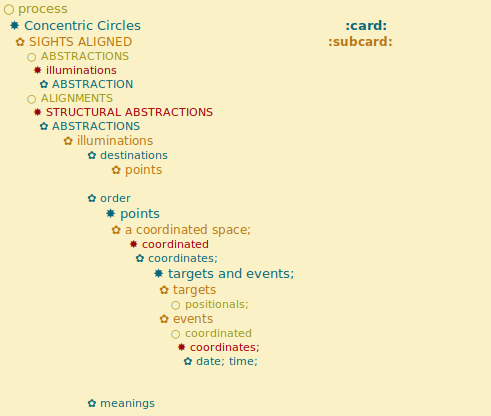 process
Concentric Circles :card:
SIGHTS ALIGNED :subcard:
ABSTRACTIONS
illuminations
ABSTRACTION
ALIGNMENTS
STRUCTURAL ABSTRACTIONS
ABSTRACTIONS
illuminations
destinations
points
order
points
a coordinated space;
coordinated
coordinates;
targets and events;
targets
positionals;
events
coordinated
coordinates;
date; time;
meanings